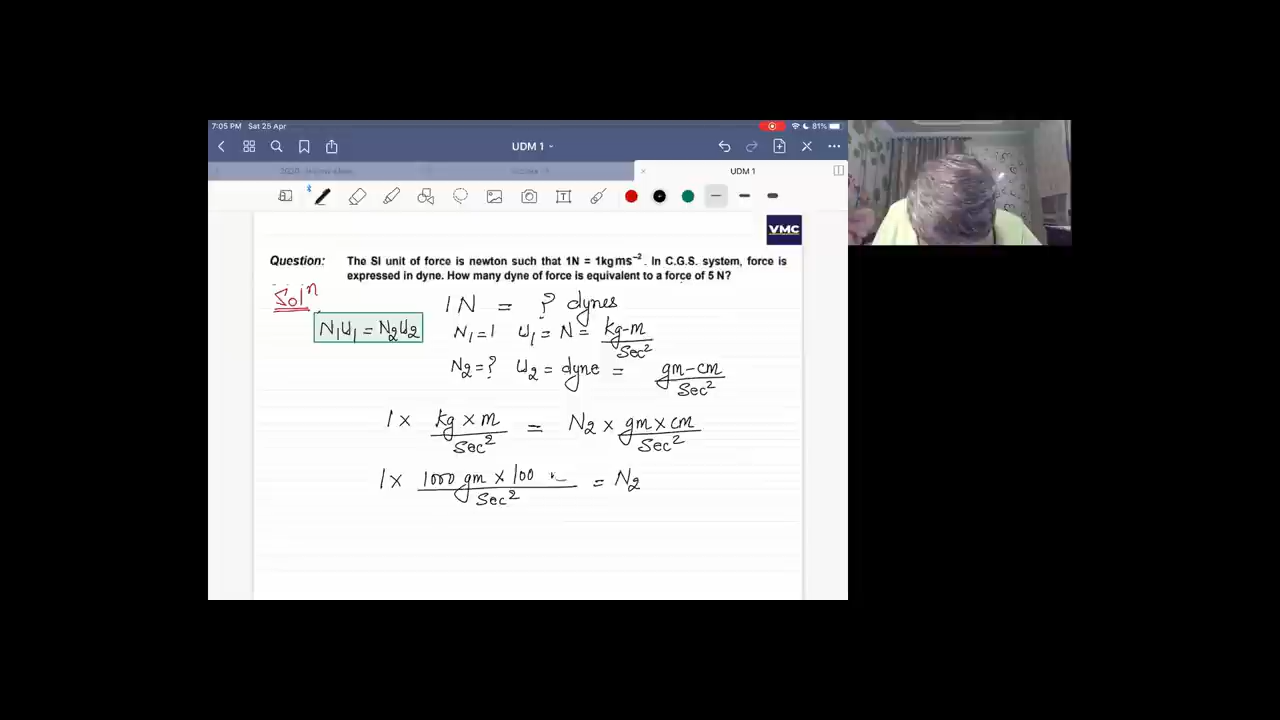 7:05 PM Sat 25 Apr
81%
UDM 1
UDM 1
VMC
Question: The SI unit of force is newton such that 1N = 1kgms⁻². In C.G.S. system, force is
expressed in dyne. How many dyne of force is equivalent to a force of 5 N?
Solⁿ
1N = ? dynes
N₁U₁ = N₂U₂
N₁=1 U₁ = N = kg-m/Sec²
N₂=? U₂ = dyne = gm-cm/Sec²
1 × kg × m/Sec² = N₂ × gm × cm/Sec²
1 × 1000 gm × 100/Sec² = N₂